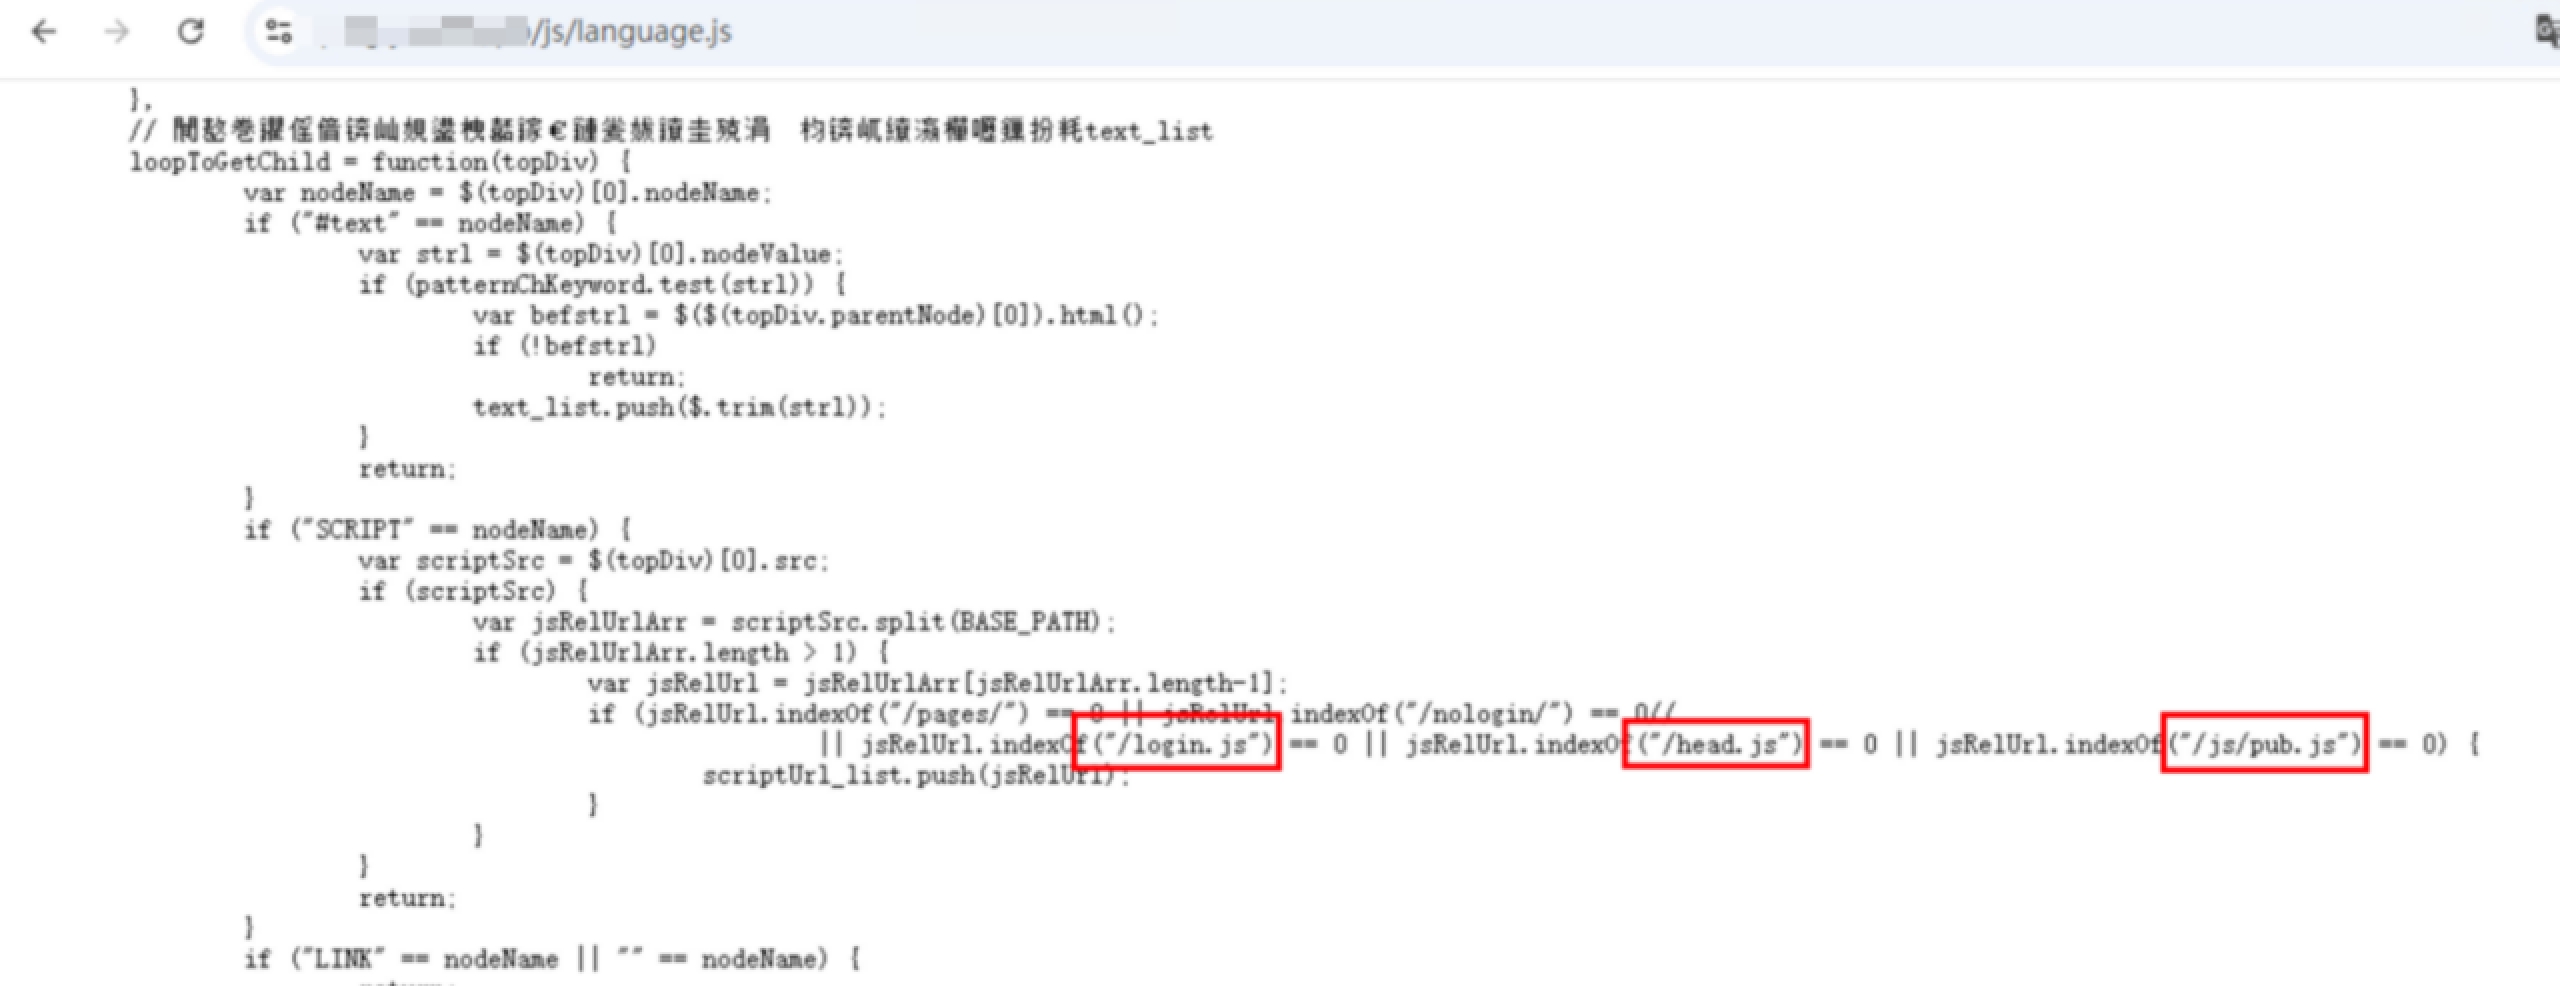 /js/language.js
},
// text_list
loopToGetChild = function(topDiv) {
var nodeName = $(topDiv)[0].nodeName;
if ("#text" == nodeName) {
var strl = $(topDiv)[0].nodeValue;
if (patternChKeyword.test(strl)) {
var befstrl = $($(topDiv.parentNode)[0]).html();
if (!befstrl)
return;
text_list.push($.trim(strl));
}
return;
}
if ("SCRIPT" == nodeName) {
var scriptSrc = $(topDiv)[0].src;
if (scriptSrc) {
var jsRelUrlArr = scriptSrc.split(BASE_PATH);
if (jsRelUrlArr.length > 1) {
var jsRelUrl = jsRelUrlArr[jsRelUrlArr.length-1];
if (jsRelUrl.indexOf("/pages/") == 0 || jsRelUrl.indexOf("/nologin/") == 0//
|| jsRelUrl.indexOf("/login.js") == 0 || jsRelUrl.indexOf("/head.js") == 0 || jsRelUrl.indexOf("/js/pub.js") == 0) {
scriptUrl_list.push(jsRelUrl);
}
}
}
return;
}
if ("LINK" == nodeName || "" == nodeName) {